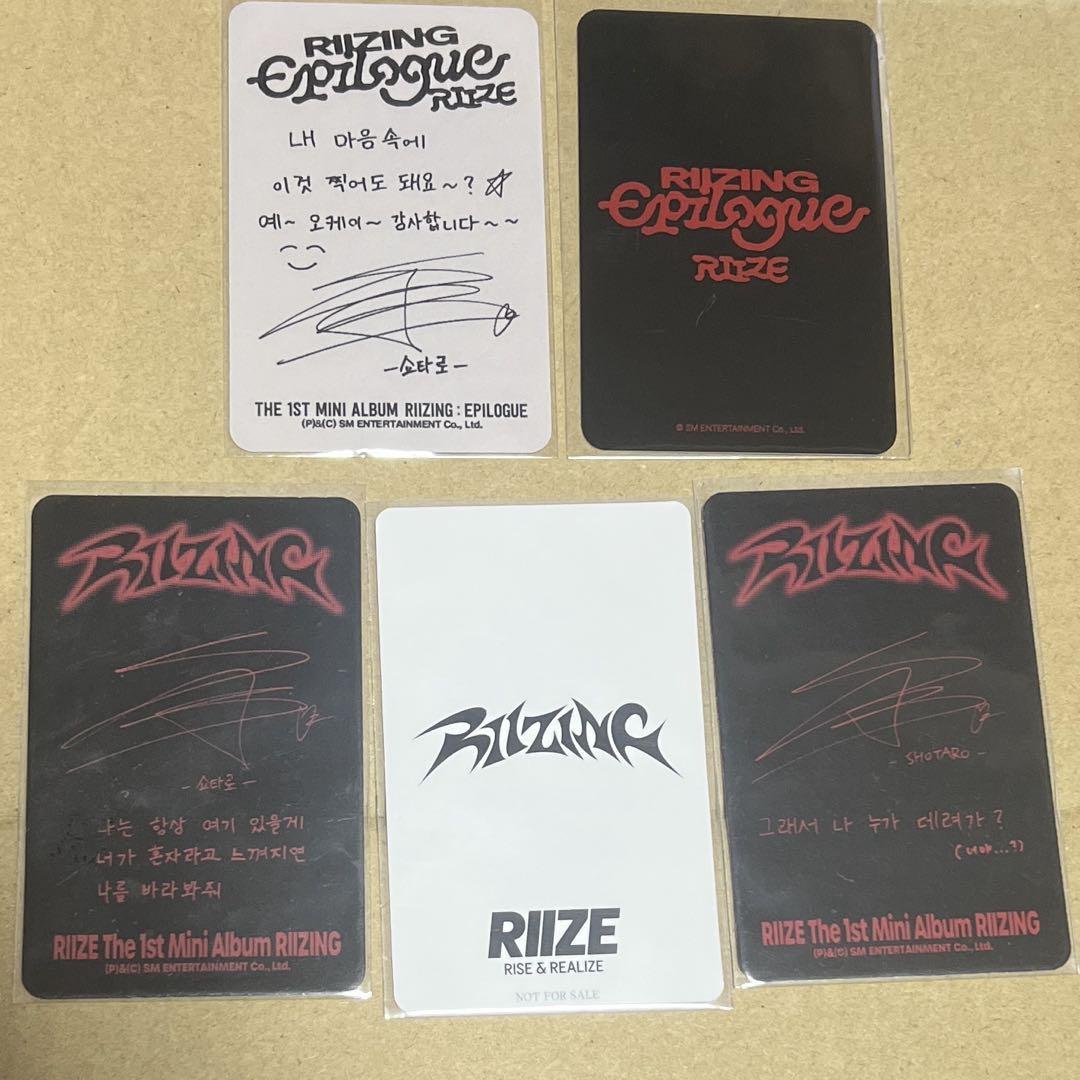 RIIZING
Epilogue
RIIZE
내 마음속에
이것 찍어도 돼요~?
예~ 오케이~ 감사합니다~~
-쇼타로-
THE 1ST MINI ALBUM RIIZING : EPILOGUE
(P)&(C) SM ENTERTAINMENT Co., Ltd.
RIIZING
Epilogue
RIIZE
© SM ENTERTAINMENT Co., Ltd.
RIIZING
-쇼타로-
나는 항상 여기 있을게
너가 혼자라고 느껴지면
나를 바라봐줘
RIIZE The 1st Mini Album RIIZING
(P)&(C) SM ENTERTAINMENT Co., Ltd.
RIIZING
RIIZE
RISE & REALIZE
NOT FOR SALE
RIIZING
- SHOTARO -
그래서 나 누가 데려가?
(너야...?)
RIIZE The 1st Mini Album RIIZING
(P)&(C) SM ENTERTAINMENT Co., Ltd.